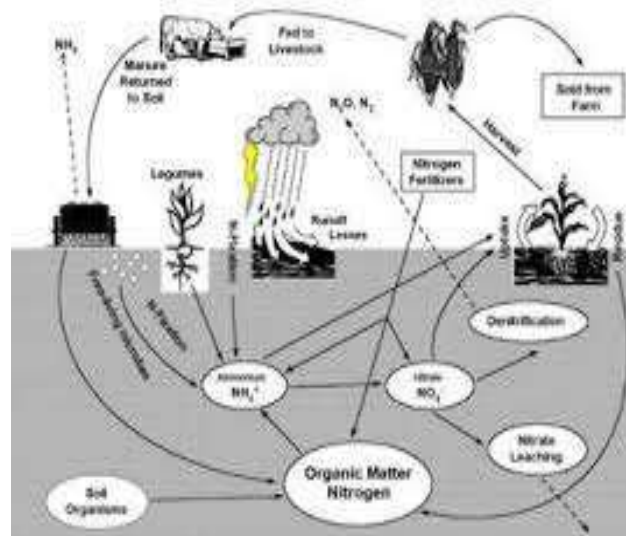 NH3
Manure
Returned
to Soil
Fed to
Livestock
N2O, N2
Sold from
Farm
Harvest
Legumes
Nitrogen
Fertilizers
Runoff
Losses
N-Fixation
Uptake
Residue
N-Fixation
Denitrification
Ammonium
NH4+
Nitrate
NO3
Nitrate
Leaching
Organic Matter
Nitrogen
Soil
Organisms